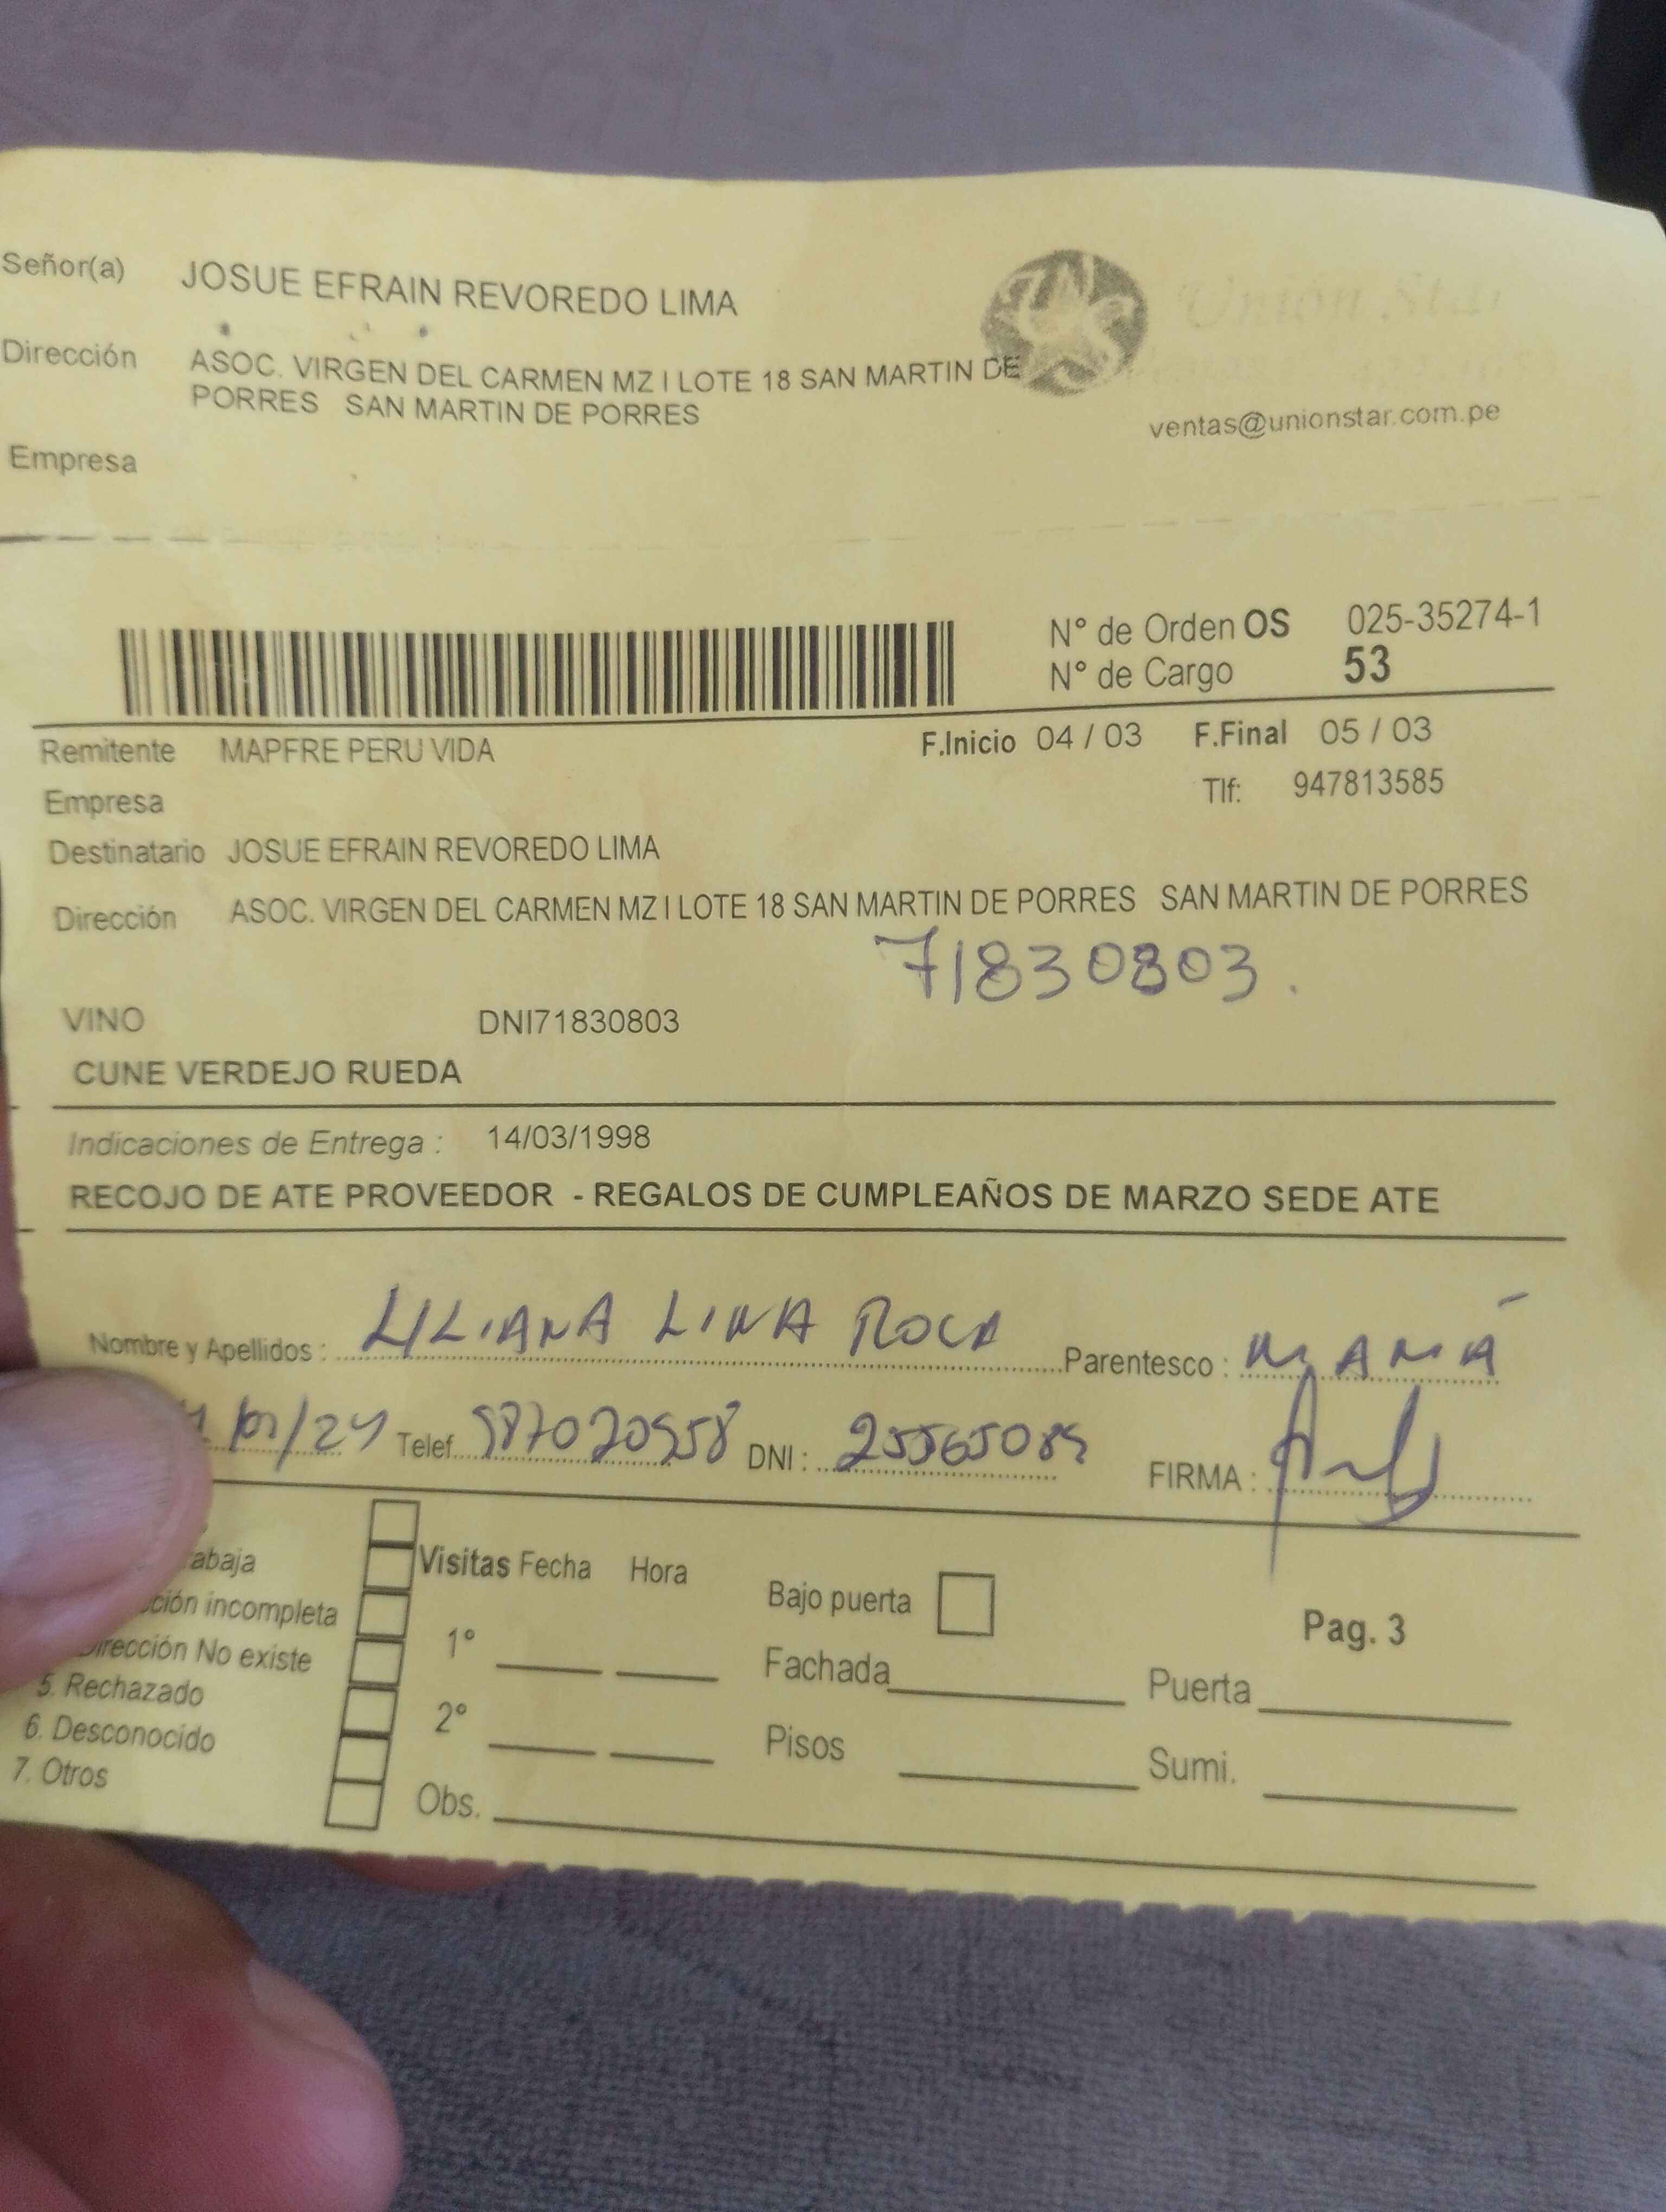 Señor(a) JOSUE EFRAIN REVOREDO LIMA
Dirección ASOC. VIRGEN DEL CARMEN MZ I LOTE 18 SAN MARTIN DE
PORRES SAN MARTIN DE PORRES
ventas@unionstar.com.pe
Empresa
N° de Orden OS 025-35274-1
N° de Cargo 53
Remitente MAPFRE PERU VIDA F.Inicio 04 / 03 F.Final 05 / 03
Empresa Tlf: 947813585
Destinatario JOSUE EFRAIN REVOREDO LIMA
Dirección ASOC. VIRGEN DEL CARMEN MZ I LOTE 18 SAN MARTIN DE PORRES SAN MARTIN DE PORRES
71830803.
VINO DNI71830803
CUNE VERDEJO RUEDA
Indicaciones de Entrega : 14/03/1998
RECOJO DE ATE PROVEEDOR - REGALOS DE CUMPLEAÑOS DE MARZO SEDE ATE
Nombre y Apellidos : LILIANA LIMA ROCA Parentesco : MAMÁ
Telef. 987020958 DNI : 25565089 FIRMA :
abaja
ción incompleta
Dirección No existe
5. Rechazado
6. Desconocido
7. Otros
Visitas Fecha Hora
1°
2°
Obs.
Bajo puerta
Fachada
Pisos
Pag. 3
Puerta
Sumi.